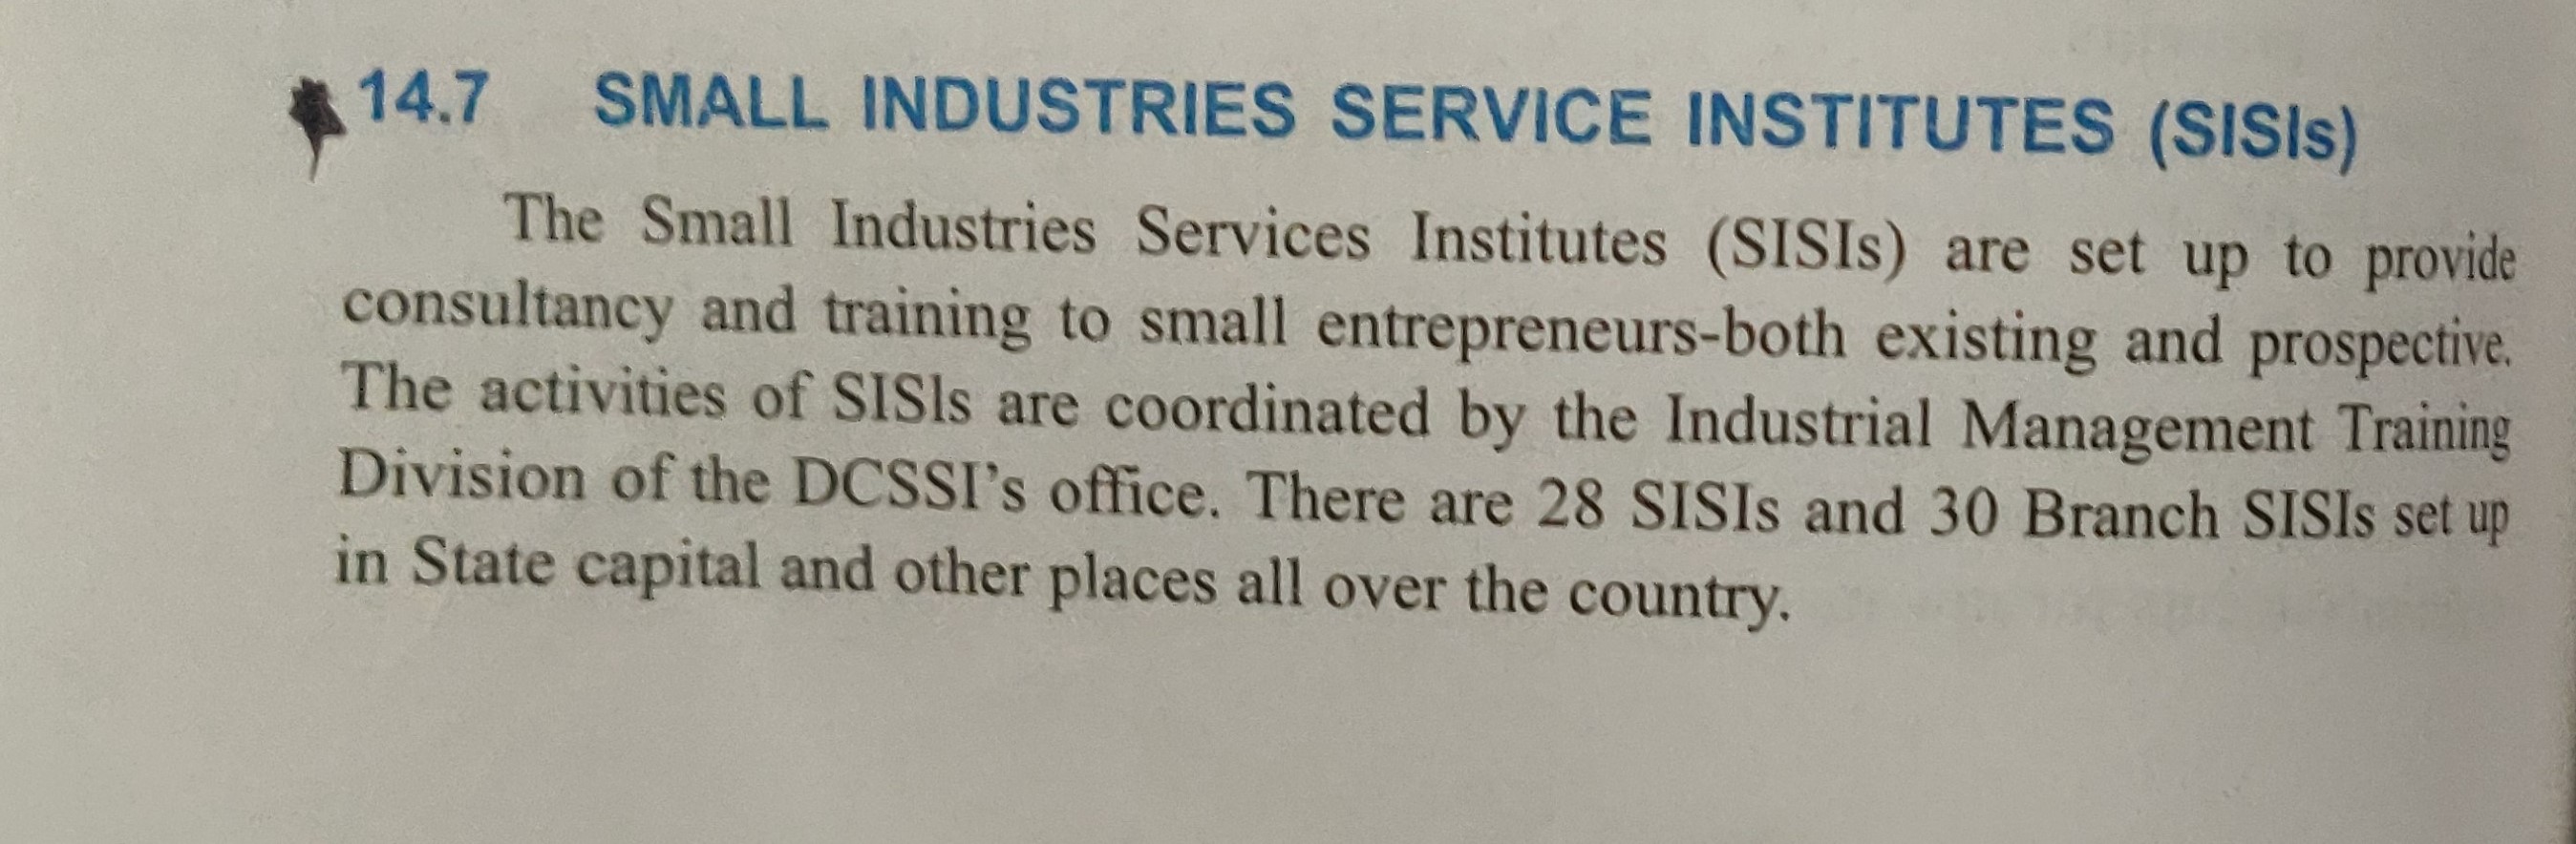 14.7 SMALL INDUSTRIES SERVICE INSTITUTES (SISIs)
The Small Industries Services Institutes (SISIs) are set up to provide
consultancy and training to small entrepreneurs-both existing and prospective.
The activities of SISIs are coordinated by the Industrial Management Training
Division of the DCSSI's office. There are 28 SISIs and 30 Branch SISIs set up
in State capital and other places all over the country.